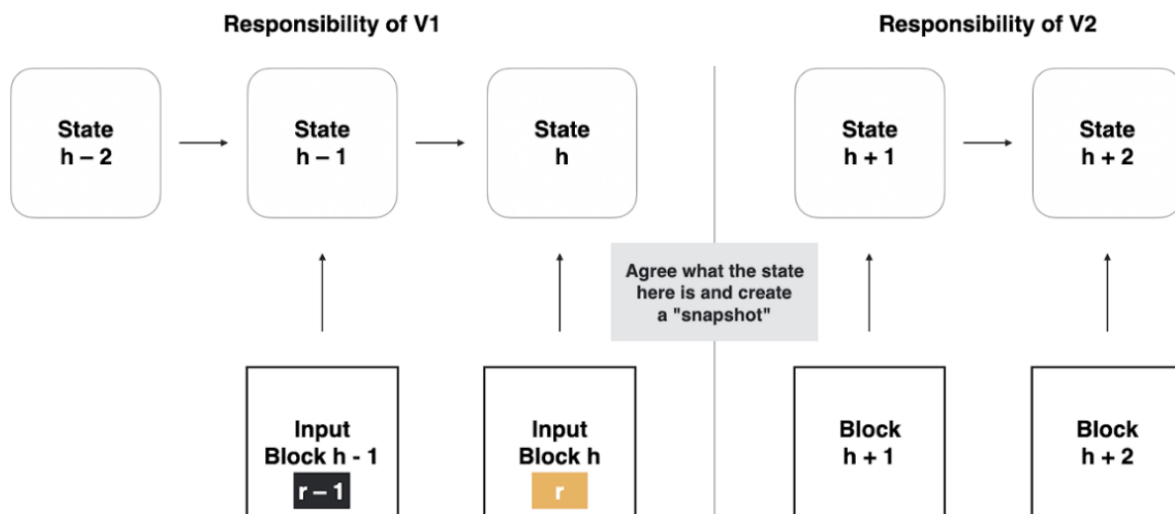 Responsibility of V1
Responsibility of V2
State
h – 2
State
h – 1
State
h
State
h + 1
State
h + 2
Agree what the state
here is and create
a "snapshot"
Input
Block h - 1
r – 1
Input
Block h
r
Block
h + 1
Block
h + 2